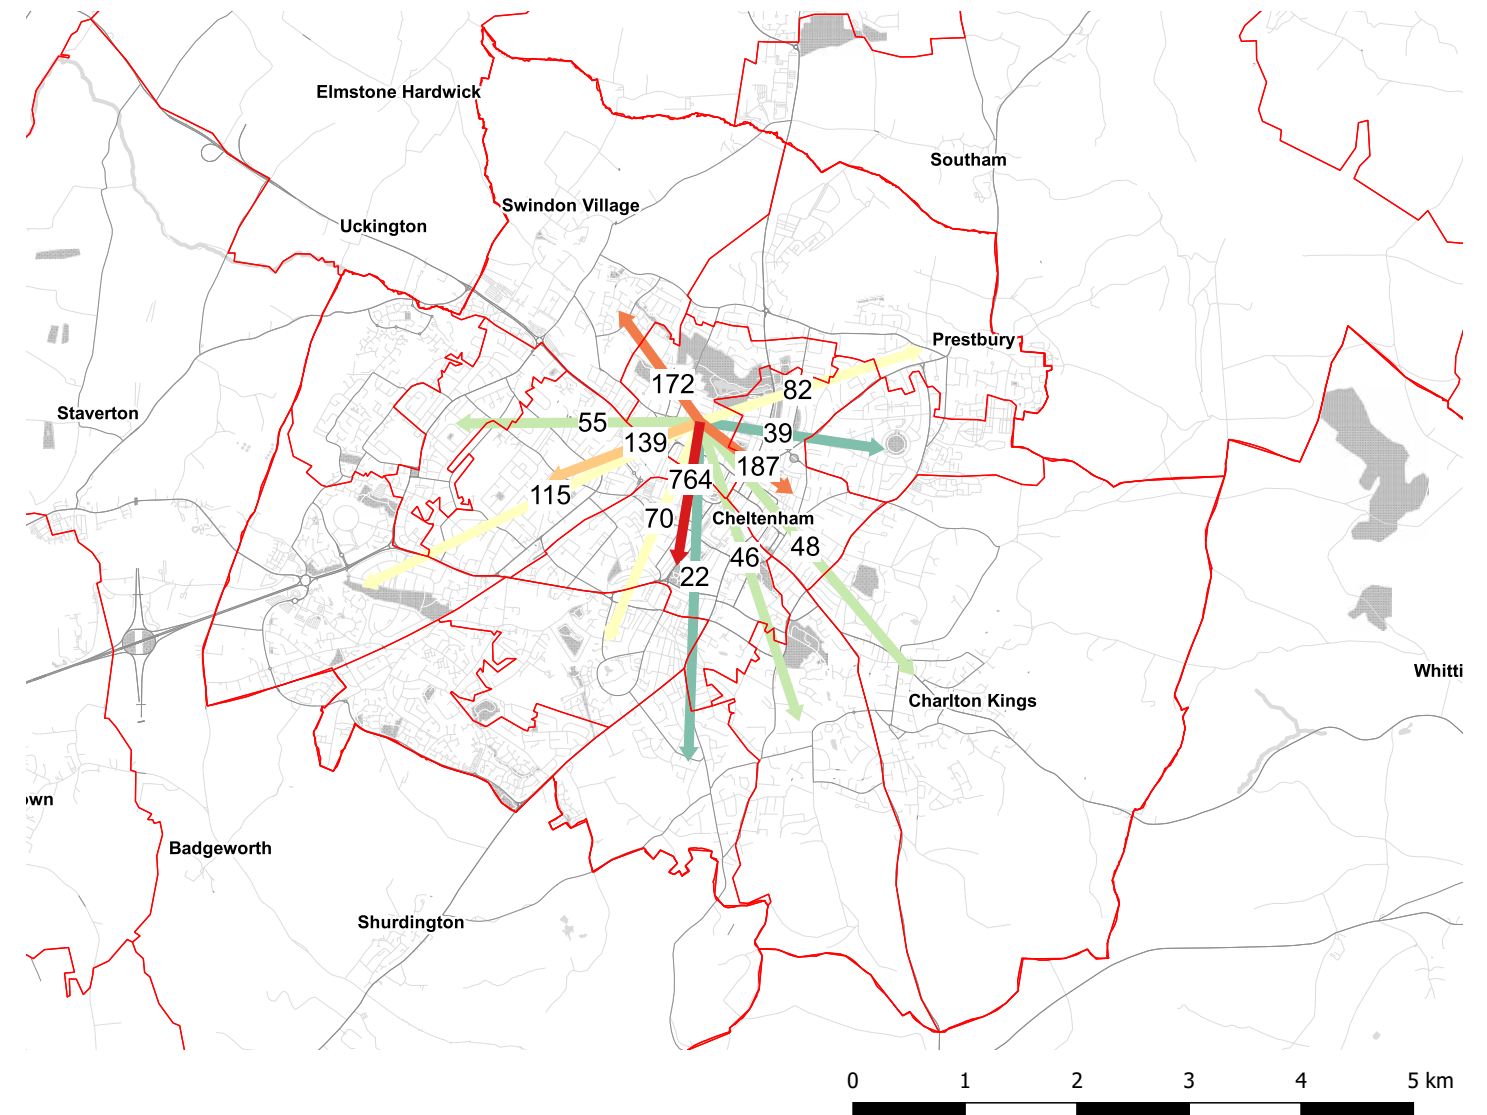 Elmstone Hardwick
Southam
Swindon Village
Uckington
Prestbury
172
82
Staverton
55
39
139
187
764
115
70
Cheltenham
48
46
22
Whitti
Charlton Kings
own
Badgeworth
Shurdington
0 1 2 3 4 5 km